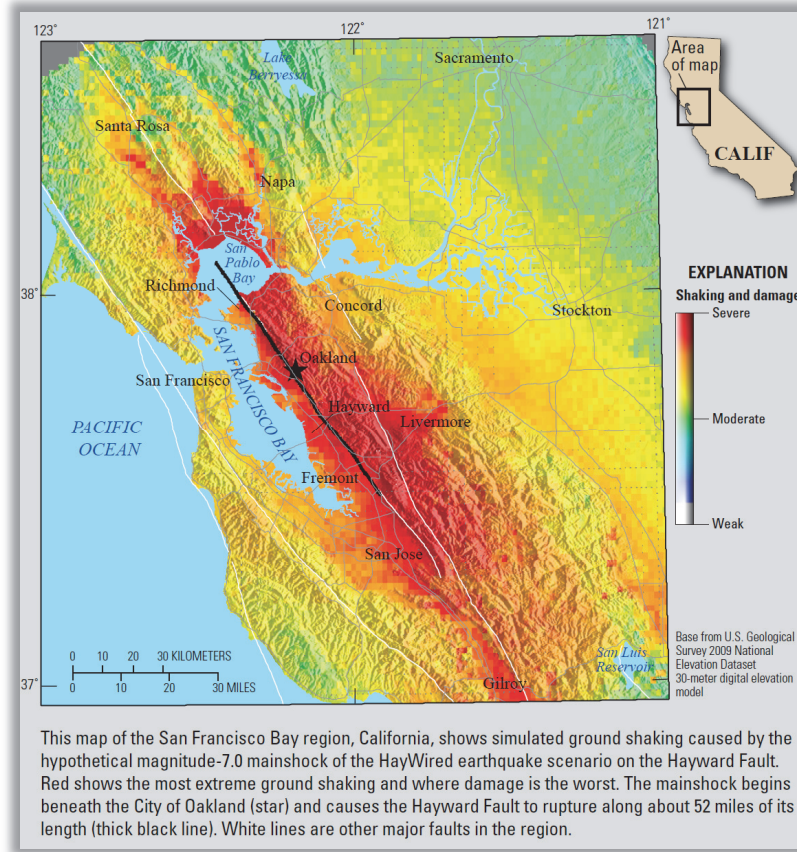 123°
122°
121°
Area
of map
CALIF
Lake
Berryessa
Sacramento
Santa Rosa
Napa
San
Pablo
Bay
38°
Richmond
Concord
Stockton
Oakland
San Francisco
SAN FRANCISCO BAY
Hayward
Livermore
PACIFIC
OCEAN
Fremont
San Jose
0 10 20 30 KILOMETERS
0 10 20 30 MILES
37°
San Luis
Reservoir
Gilroy
EXPLANATION
Shaking and damage
Severe
Moderate
Weak
Base from U.S. Geological
Survey 2009 National
Elevation Dataset
30-meter digital elevation
model
This map of the San Francisco Bay region, California, shows simulated ground shaking caused by the
hypothetical magnitude-7.0 mainshock of the HayWired earthquake scenario on the Hayward Fault.
Red shows the most extreme ground shaking and where damage is the worst. The mainshock begins
beneath the City of Oakland (star) and causes the Hayward Fault to rupture along about 52 miles of its
length (thick black line). White lines are other major faults in the region.